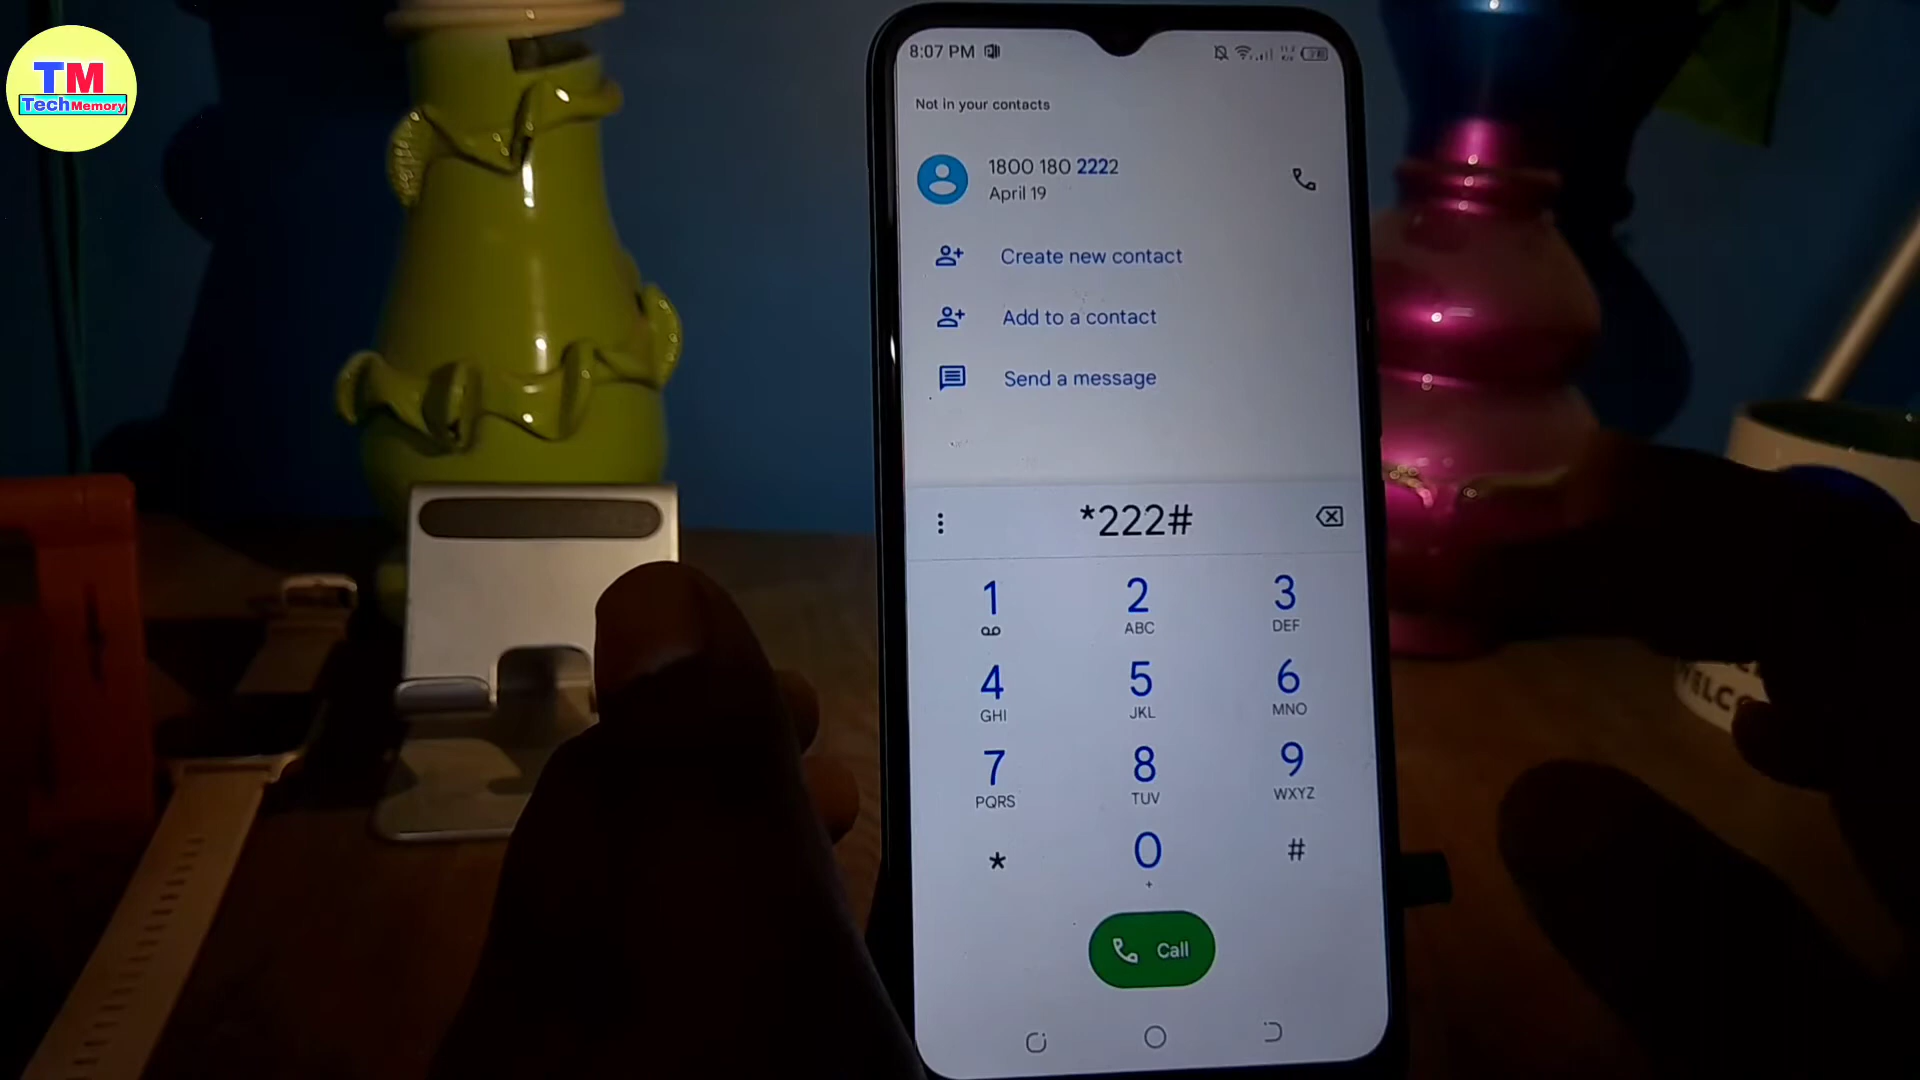 TM
TechMemory
8:07 PM
Not in your contacts
1800 180 2222
April 19
Create new contact
Add to a contact
Send a message
*222#
1
2
ABC
3
DEF
4
GHI
5
JKL
6
MNO
7
PQRS
8
TUV
9
WXYZ
*
0
+
#
Call